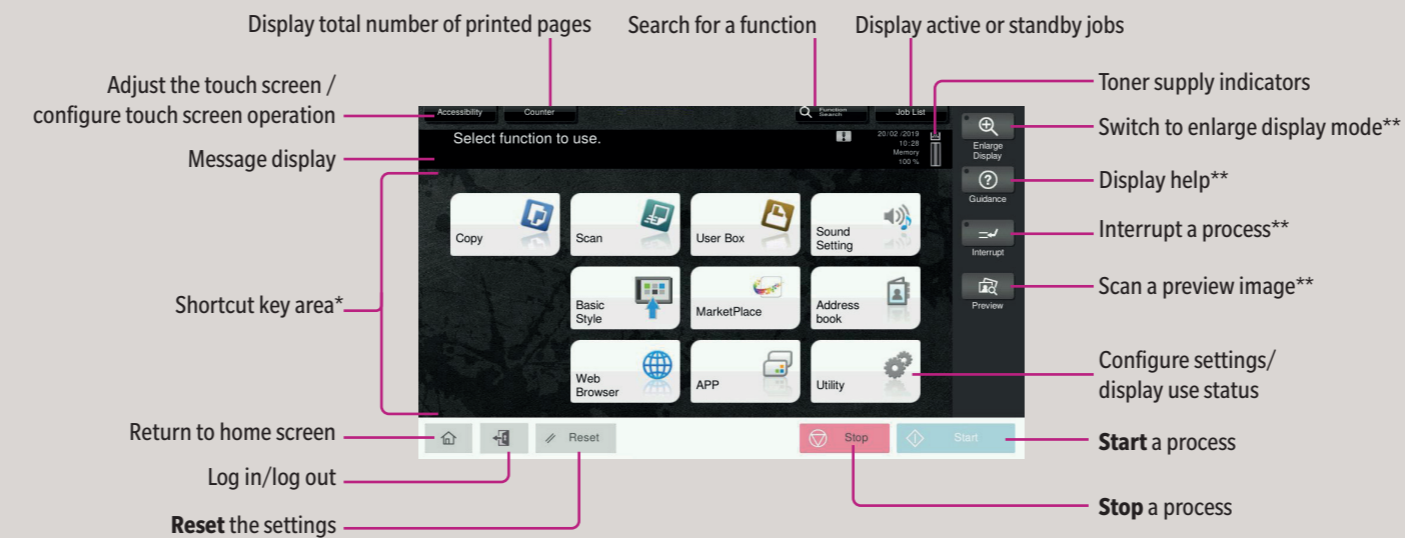 Display total number of printed pages
Search for a function
Display active or standby jobs
Adjust the touch screen /
configure touch screen operation
Toner supply indicators
Accessibility
Counter
Function
Search
Job List
Message display
Select function to use.
20/02 /2019
10:28
Memory
100 %
Enlarge
Display
Switch to enlarge display mode**
Guidance
Display help**
Interrupt
Interrupt a process**
Preview
Scan a preview image**
Shortcut key area*
Copy
Scan
User Box
Sound
Setting
Basic
Style
MarketPlace
Address
book
Web
Browser
APP
Utility
Configure settings/
display use status
Return to home screen
Reset
Stop
Start
Start a process
Log in/log out
Stop a process
Reset the settings